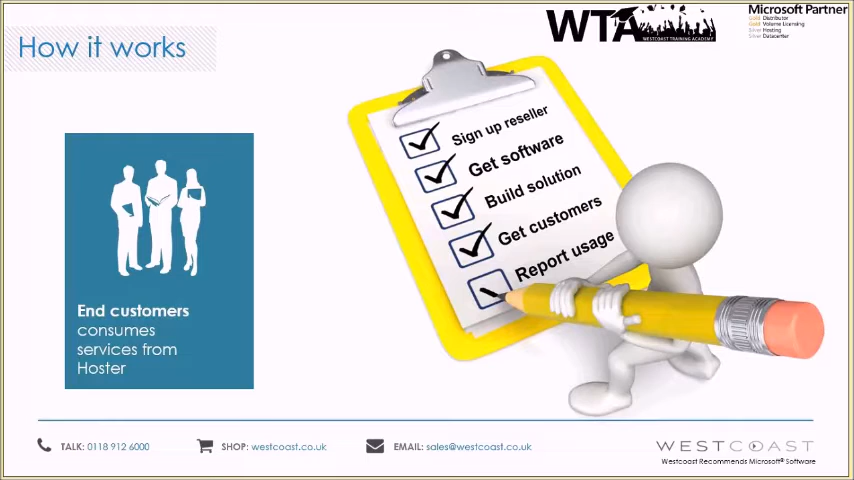 How it works
WTA
WESTCOAST TRAINING ACADEMY
Microsoft Partner
Gold Distributor
Gold Volume Licensing
Silver Hosting
Silver Datacenter
Sign up reseller
Get software
Build solution
Get customers
Report usage
End customers
consumes
services from
Hoster
TALK: 0118 912 6000
SHOP: westcoast.co.uk
EMAIL: sales@westcoast.co.uk
WESTCOAST
Westcoast Recommends Microsoft® Software